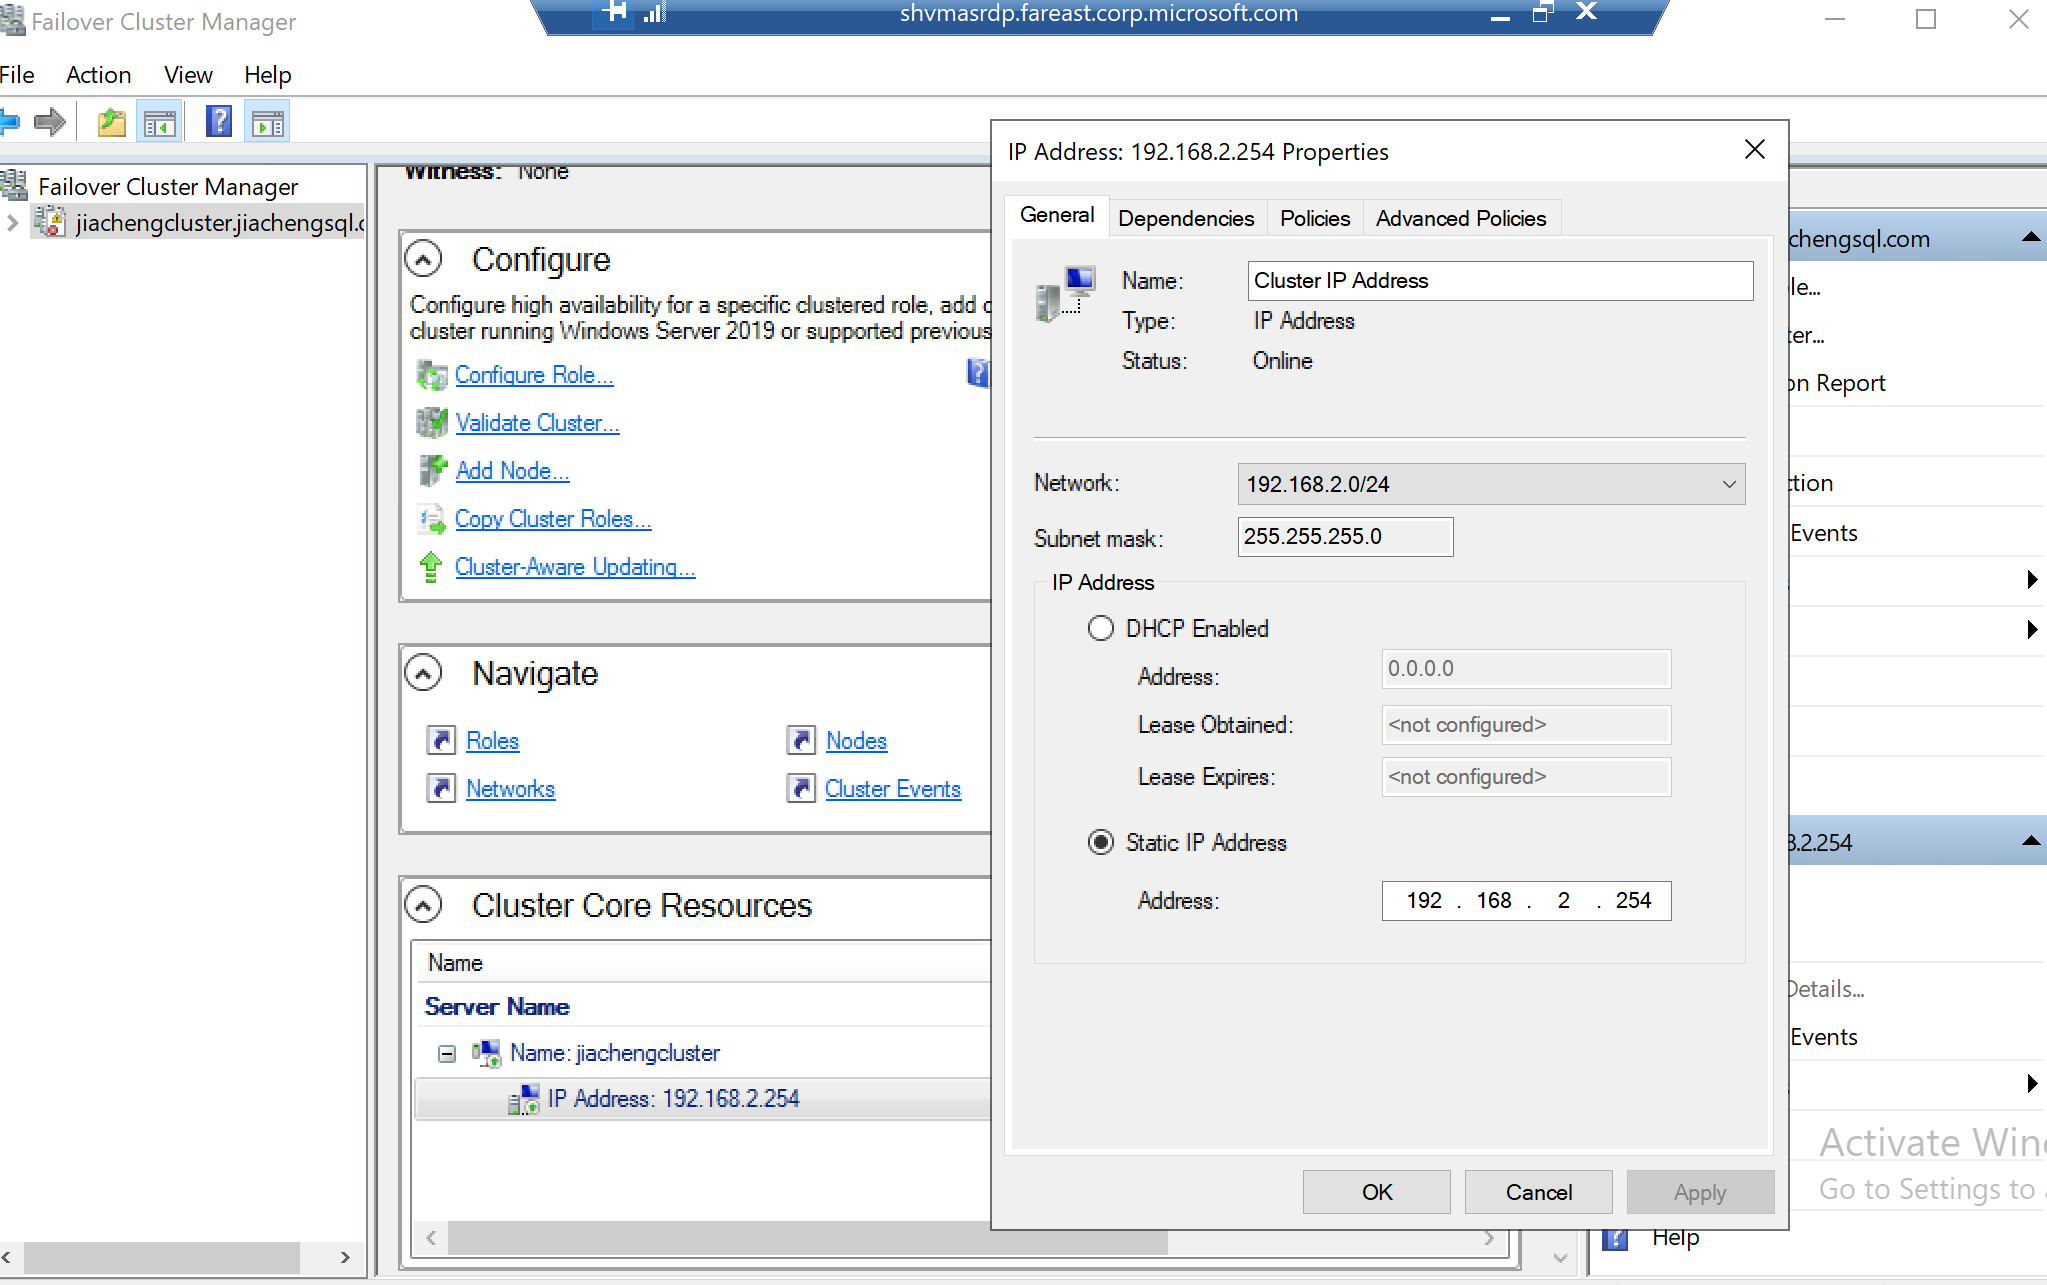 Failover Cluster Manager
shvmasrdp.fareast.corp.microsoft.com
File Action View Help
Failover Cluster Manager
jiachengcluster.jiachengsql.c
Witness: None
Configure
Configure high availability for a specific clustered role, add
cluster running Windows Server 2019 or supported previous
Configure Role...
Validate Cluster...
Add Node...
Copy Cluster Roles...
Cluster-Aware Updating...
Navigate
Roles
Nodes
Networks
Cluster Events
Cluster Core Resources
Name
Server Name
Name: jiachengcluster
IP Address: 192.168.2.254
IP Address: 192.168.2.254 Properties
General Dependencies Policies Advanced Policies
Name: Cluster IP Address
Type: IP Address
Status: Online
Network: 192.168.2.0/24
Subnet mask: 255.255.255.0
IP Address
DHCP Enabled
Address: 0.0.0.0
Lease Obtained: <not configured>
Lease Expires: <not configured>
Static IP Address
Address: 192 . 168 . 2 . 254
OK Cancel Apply
chengsql.com
le...
ter...
on Report
ction
Events
3.2.254
Details...
Events
Activate Win
Go to Settings to
Help